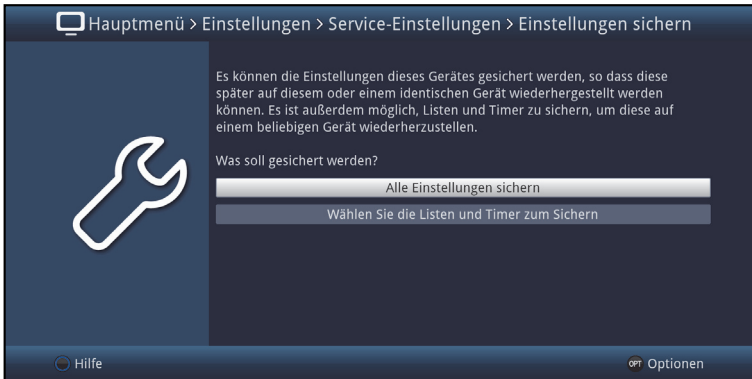 Hauptmenü > Einstellungen > Service-Einstellungen > Einstellungen sichern
Es können die Einstellungen dieses Gerätes gesichert werden, so dass diese
später auf diesem oder einem identischen Gerät wiederhergestellt werden
können. Es ist außerdem möglich, Listen und Timer zu sichern, um diese auf
einem beliebigen Gerät wiederherzustellen.
Was soll gesichert werden?
Alle Einstellungen sichern
Wählen Sie die Listen und Timer zum Sichern
Hilfe
OPT Optionen